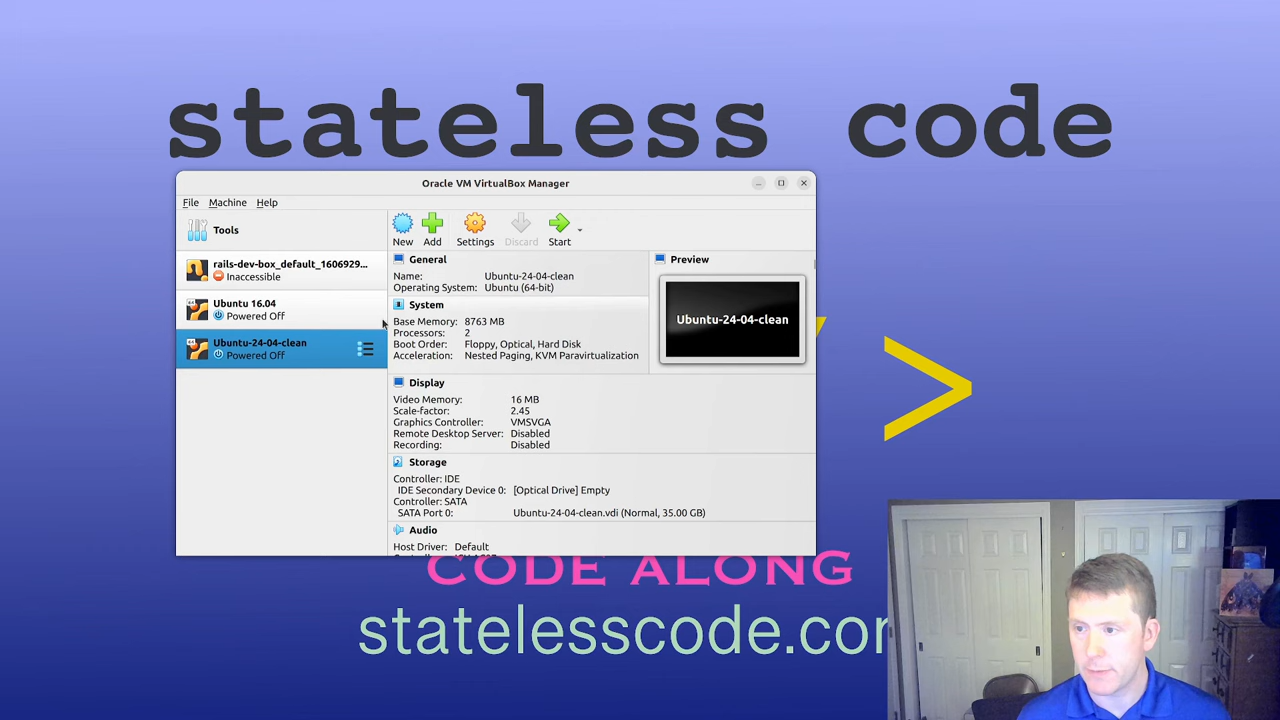 stateless code
Oracle VM VirtualBox Manager
File Machine Help
Tools
New Add Settings Discard Start
rails-dev-box_default_1606929...
Inaccessible
Ubuntu 16.04
Powered Off
Ubuntu-24-04-clean
Powered Off
General
Name: Ubuntu-24-04-clean
Operating System: Ubuntu (64-bit)
System
Base Memory: 8763 MB
Processors: 2
Boot Order: Floppy, Optical, Hard Disk
Acceleration: Nested Paging, KVM Paravirtualization
Preview
Ubuntu-24-04-clean
Display
Video Memory: 16 MB
Scale-factor: 2.45
Graphics Controller: VMSVGA
Remote Desktop Server: Disabled
Recording: Disabled
Storage
Controller: IDE
IDE Secondary Device 0: [Optical Drive] Empty
Controller: SATA
SATA Port 0: Ubuntu-24-04-clean.vdi (Normal, 35.00 GB)
Audio
Host Driver: Default
>
CODE ALONG
statelesscode.co